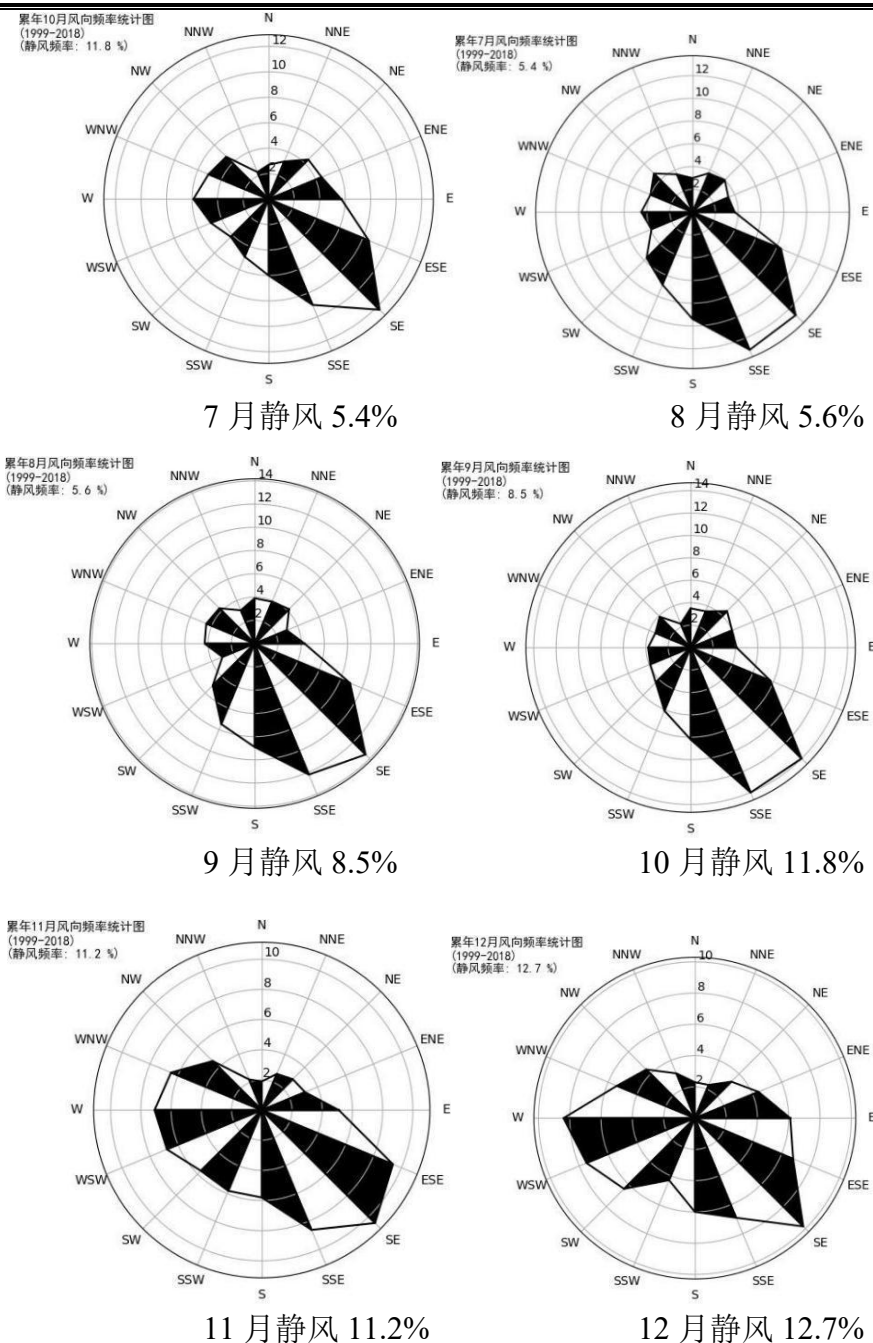 累年10月风向频率统计图
(1999-2018)
(静风频率: 11.8 %)
N
NNE
NE
ENE
E
ESE
SE
SSE
S
SSW
SW
WSW
W
WNW
NW
NNW
12
10
8
6
4
2
累年7月风向频率统计图
(1999-2018)
(静风频率: 5.4 %)
N
NNE
NE
ENE
E
ESE
SE
SSE
S
SSW
SW
WSW
W
WNW
NW
NNW
12
10
8
6
4
2
7 月静风 5.4%
8 月静风 5.6%
累年8月风向频率统计图
(1999-2018)
(静风频率: 5.6 %)
N
NNE
NE
ENE
E
ESE
SE
SSE
S
SSW
SW
WSW
W
WNW
NW
NNW
14
12
10
8
6
4
2
累年9月风向频率统计图
(1999-2018)
(静风频率: 8.5 %)
N
NNE
NE
ENE
E
ESE
SE
SSE
S
SSW
SW
WSW
W
WNW
NW
NNW
14
12
10
8
6
4
2
9 月静风 8.5%
10 月静风 11.8%
累年11月风向频率统计图
(1999-2018)
(静风频率: 11.2 %)
N
NNE
NE
ENE
E
ESE
SE
SSE
S
SSW
SW
WSW
W
WNW
NW
NNW
10
8
6
4
2
累年12月风向频率统计图
(1999-2018)
(静风频率: 12.7 %)
N
NNE
NE
ENE
E
ESE
SE
SSE
S
SSW
SW
WSW
W
WNW
NW
NNW
10
8
6
4
2
11 月静风 11.2%
12 月静风 12.7%